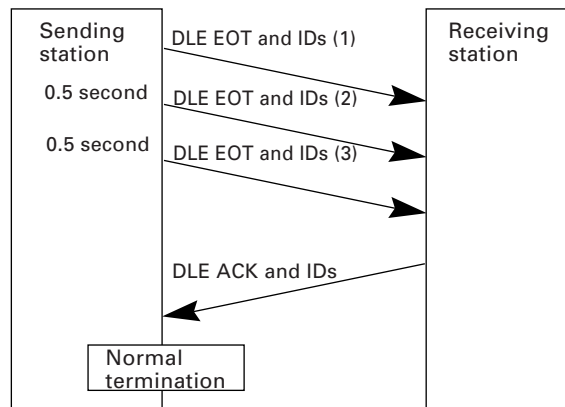 Sending
station
Receiving
station
DLE EOT and IDs (1)
0.5 second
DLE EOT and IDs (2)
0.5 second
DLE EOT and IDs (3)
DLE ACK and IDs
Normal
termination